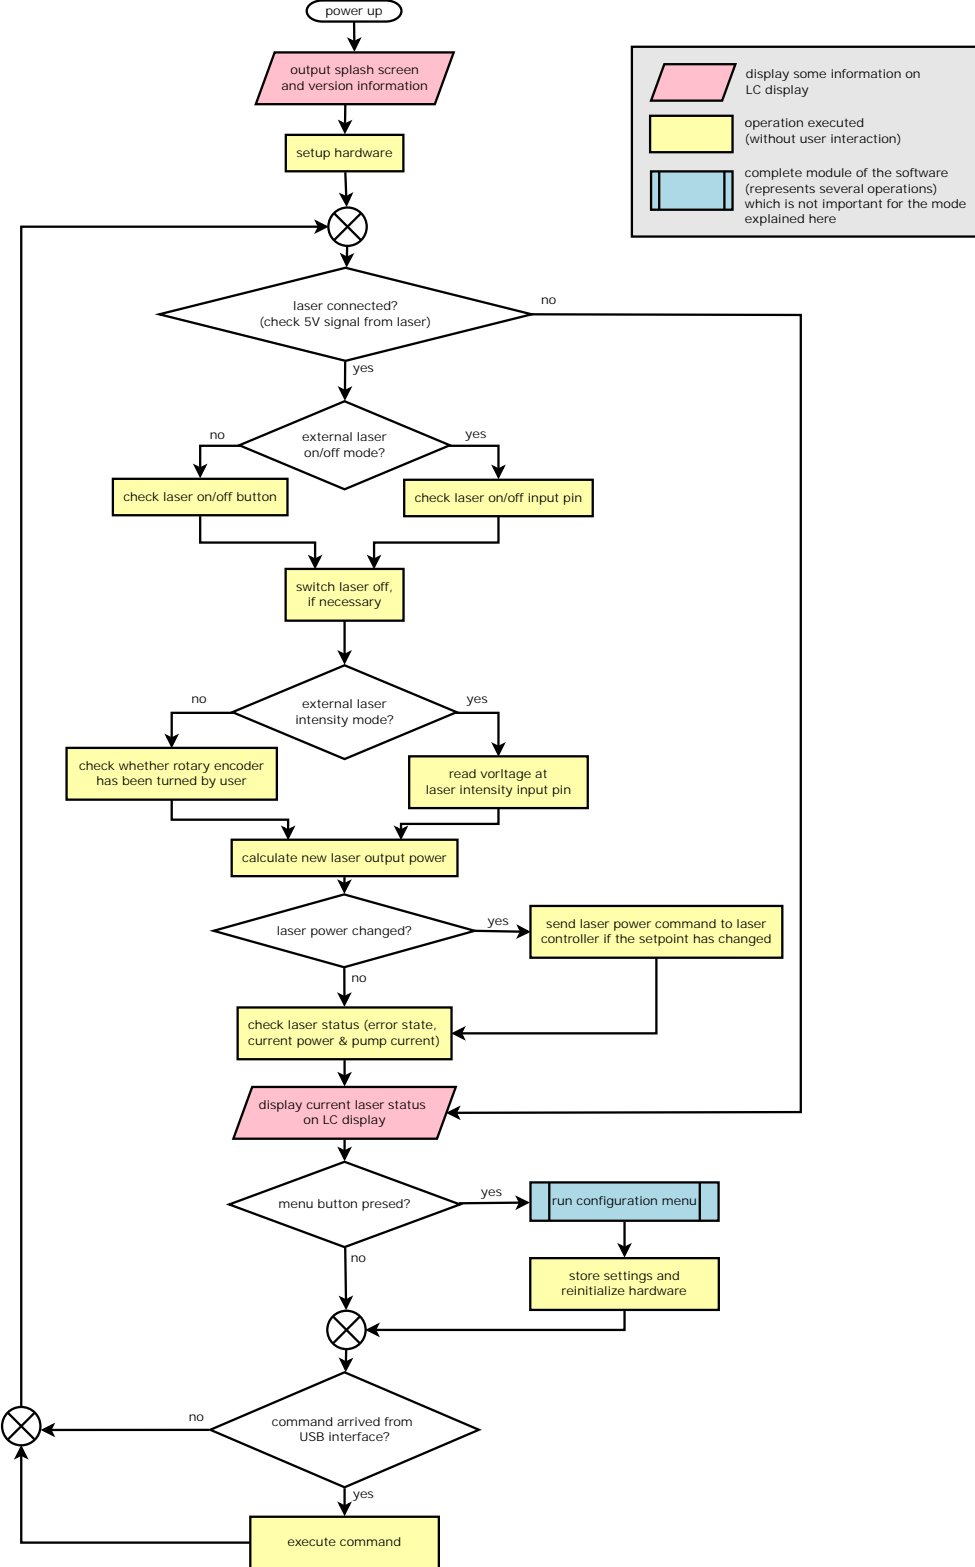 power up
output splash screen
and version information
setup hardware
display some information on
LC display
operation executed
(without user interaction)
complete module of the software
(represents several operations)
which is not important for the mode
explained here
laser connected?
(check 5V signal from laser)
no
yes
external laser
on/off mode?
no
yes
check laser on/off button
check laser on/off input pin
switch laser off,
if necessary
external laser
intensity mode?
no
yes
check whether rotary encoder
has been turned by user
read vorltage at
laser intensity input pin
calculate new laser output power
laser power changed?
yes
send laser power command to laser
controller if the setpoint has changed
no
check laser status (error state,
current power & pump current)
display current laser status
on LC display
menu button presed?
yes
run configuration menu
no
store settings and
reinitialize hardware
command arrived from
USB interface?
no
yes
execute command